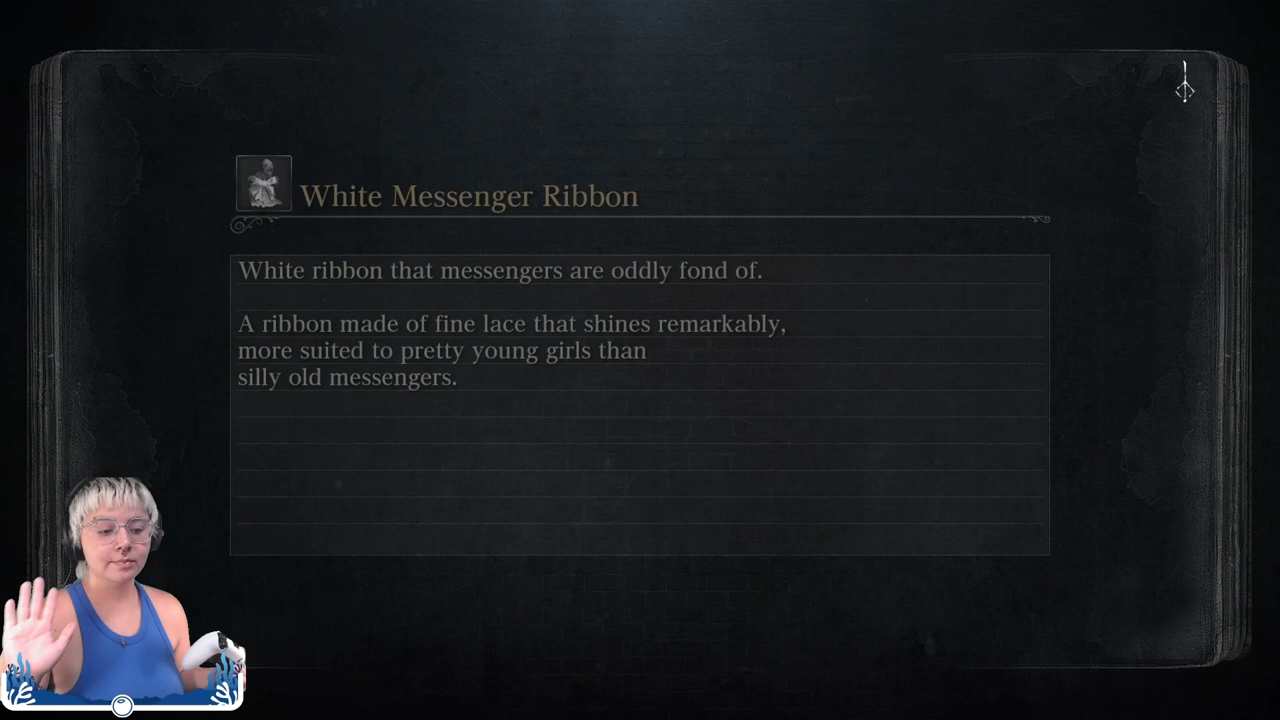 White Messenger Ribbon
White ribbon that messengers are oddly fond of.
A ribbon made of fine lace that shines remarkably,
more suited to pretty young girls than
silly old messengers.